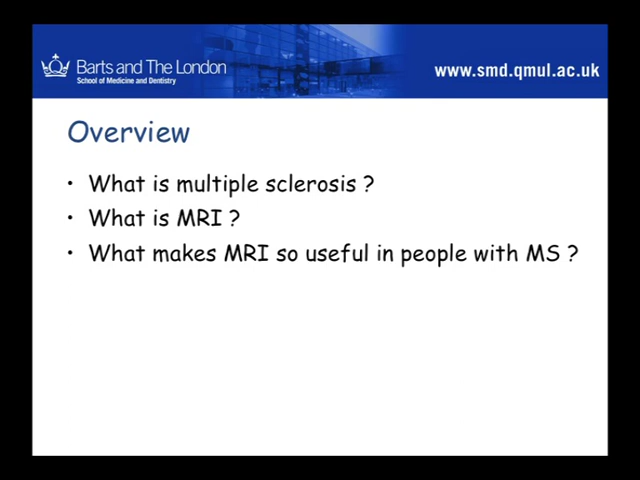 Barts and The London
School of Medicine and Dentistry
www.smd.qmul.ac.uk
Overview
• What is multiple sclerosis ?
• What is MRI ?
• What makes MRI so useful in people with MS ?